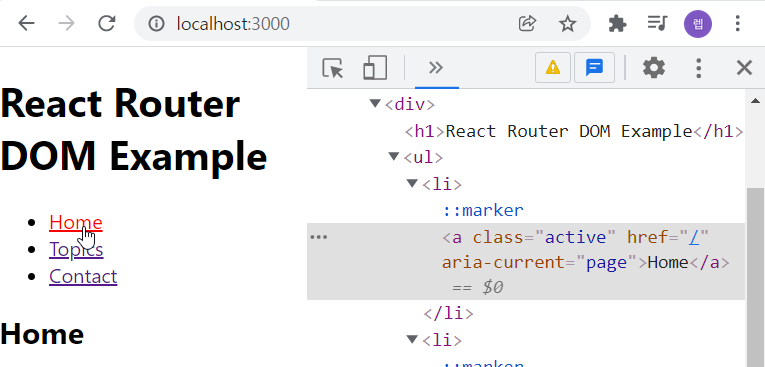 localhost:3000
렙
React Router
DOM Example
Home
Topics
Contact
Home
<div>
<h1>React Router DOM Example</h1>
<ul>
<li>
::marker
<a class="active" href="/"
aria-current="page">Home</a>
== $0
</li>
<li>
::marker